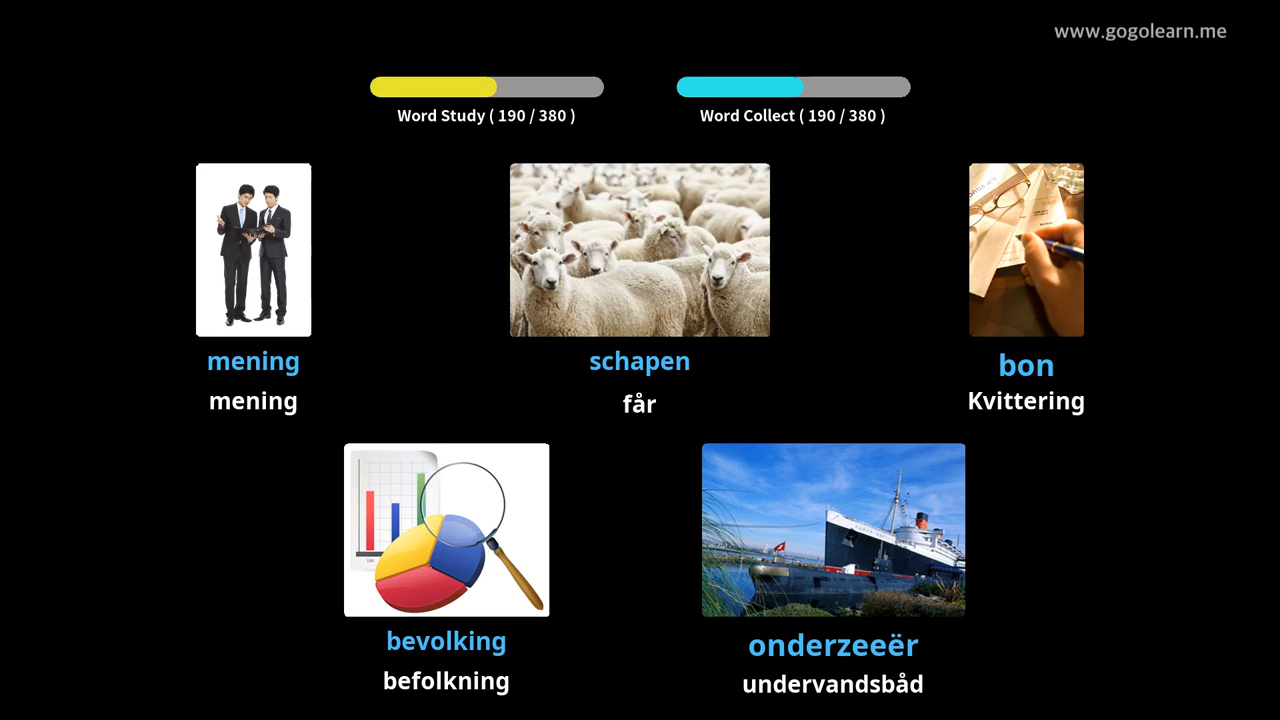 www.gogolearn.me
Word Study ( 190 / 380 )
Word Collect ( 190 / 380 )
mening
mening
schapen
får
bon
Kvittering
bevolking
befolkning
onderzeeër
undervandsbåd